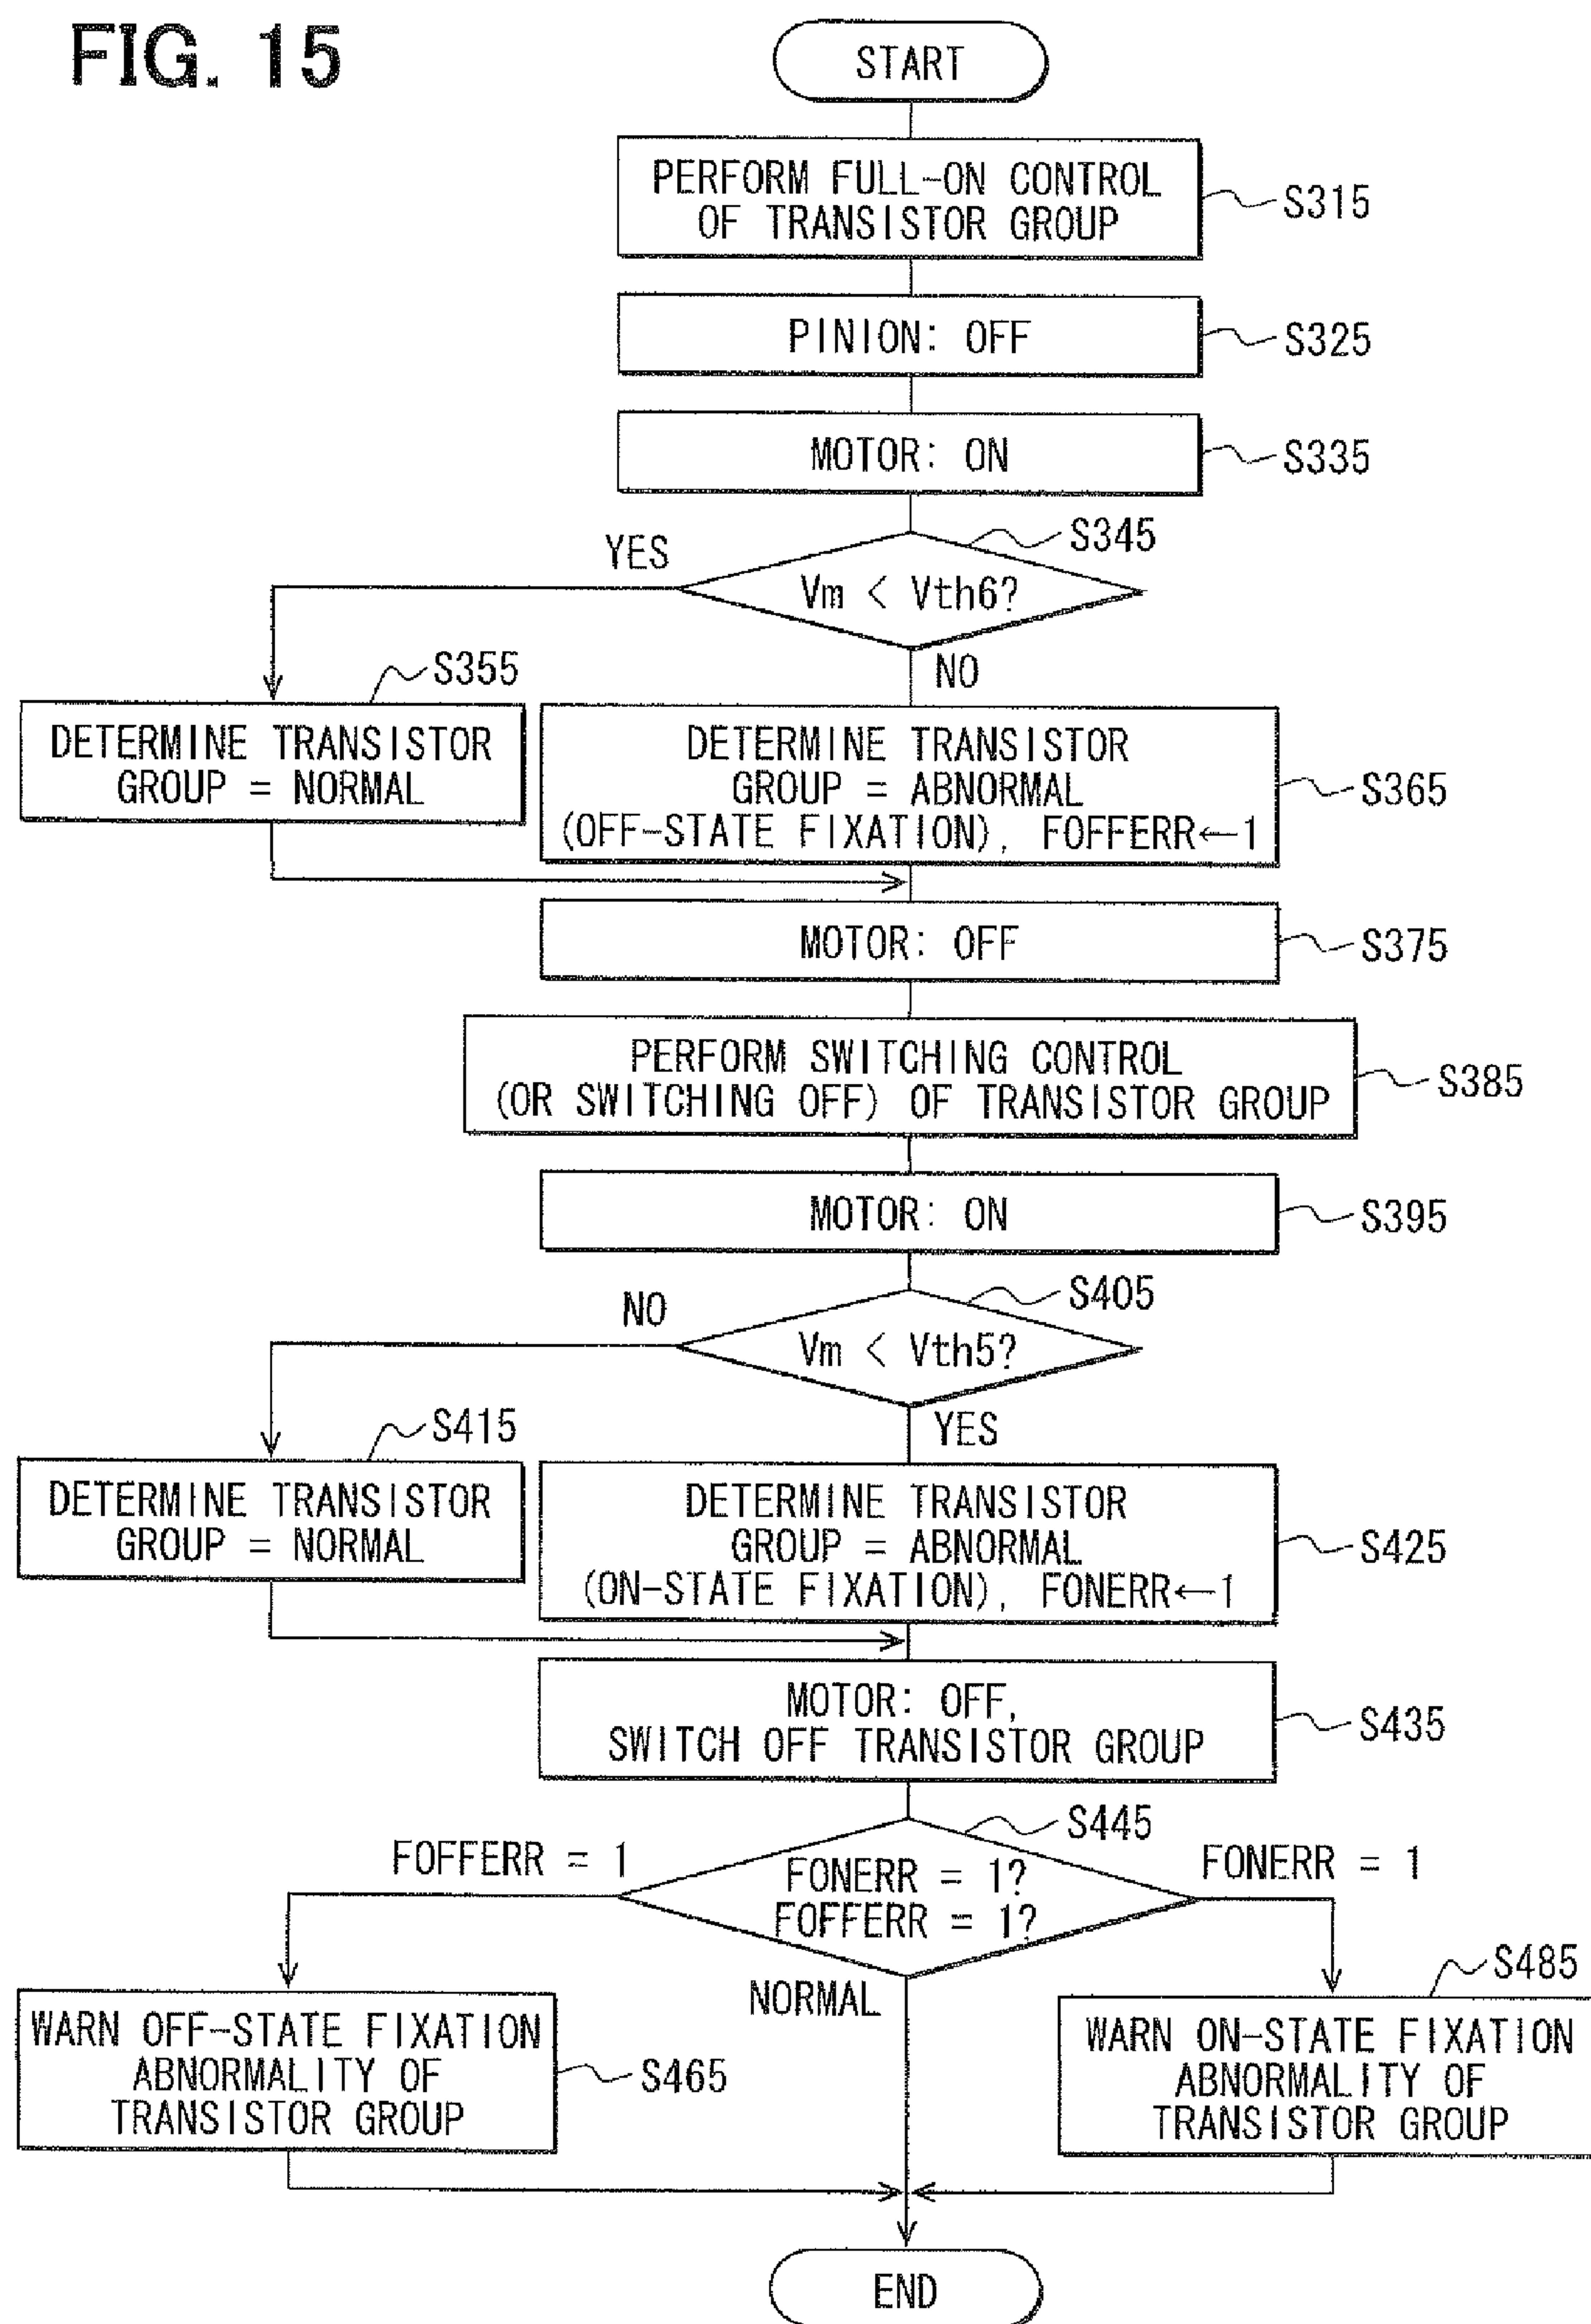 FIG. 15
START
PERFORM FULL-ON CONTROL
OF TRANSISTOR GROUP
S315
PINION: OFF
S325
MOTOR: ON
S335
S345
YES
Vm < Vth6?
NO
S355
DETERMINE TRANSISTOR
GROUP = NORMAL
DETERMINE TRANSISTOR
GROUP = ABNORMAL
(OFF-STATE FIXATION), FOFFERR←1
S365
MOTOR: OFF
S375
PERFORM SWITCHING CONTROL
(OR SWITCHING OFF) OF TRANSISTOR GROUP
S385
MOTOR: ON
S395
S405
NO
Vm < Vth5?
YES
S415
DETERMINE TRANSISTOR
GROUP = NORMAL
DETERMINE TRANSISTOR
GROUP = ABNORMAL
(ON-STATE FIXATION), FONERR←1
S425
MOTOR: OFF,
SWITCH OFF TRANSISTOR GROUP
S435
S445
FOFFERR = 1
FONERR = 1?
FOFFERR = 1?
FONERR = 1
NORMAL
WARN OFF-STATE FIXATION
ABNORMALITY OF
TRANSISTOR GROUP
S465
S485
WARN ON-STATE FIXATION
ABNORMALITY OF
TRANSISTOR GROUP
END